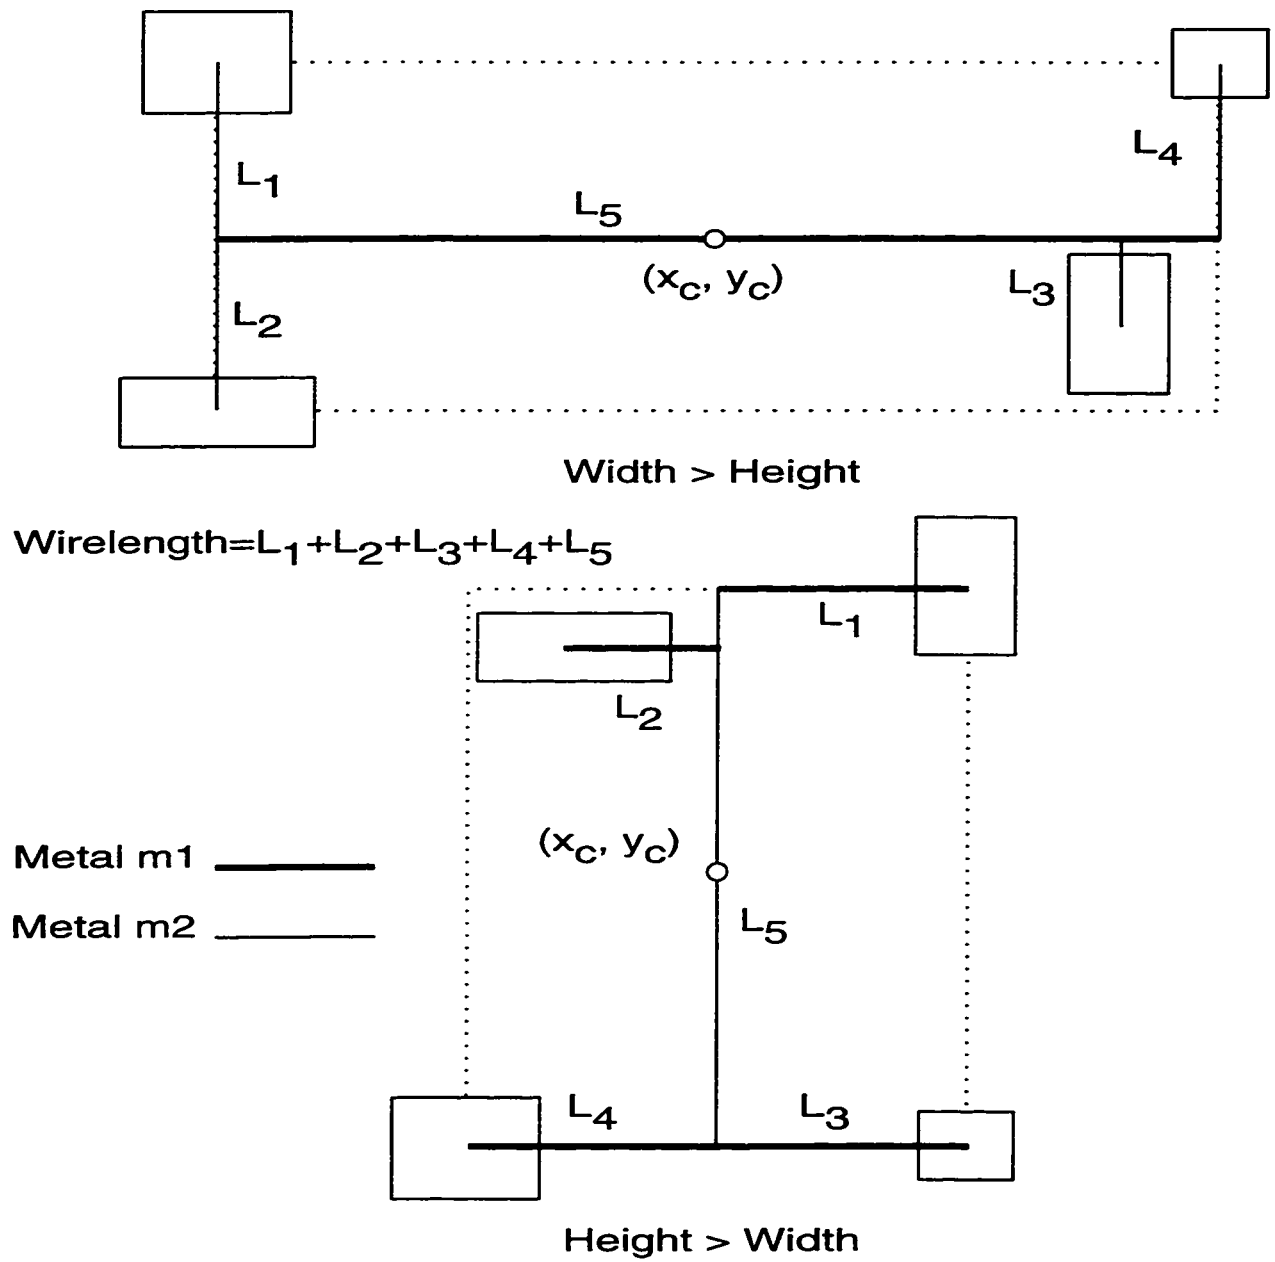 L4
L1
L5
(xc, yc)
L3
L2
Width > Height
Wirelength=L1+L2+L3+L4+L5
L1
L2
(xc, yc)
Metal m1
L5
Metal m2
L4
L3
Height > Width